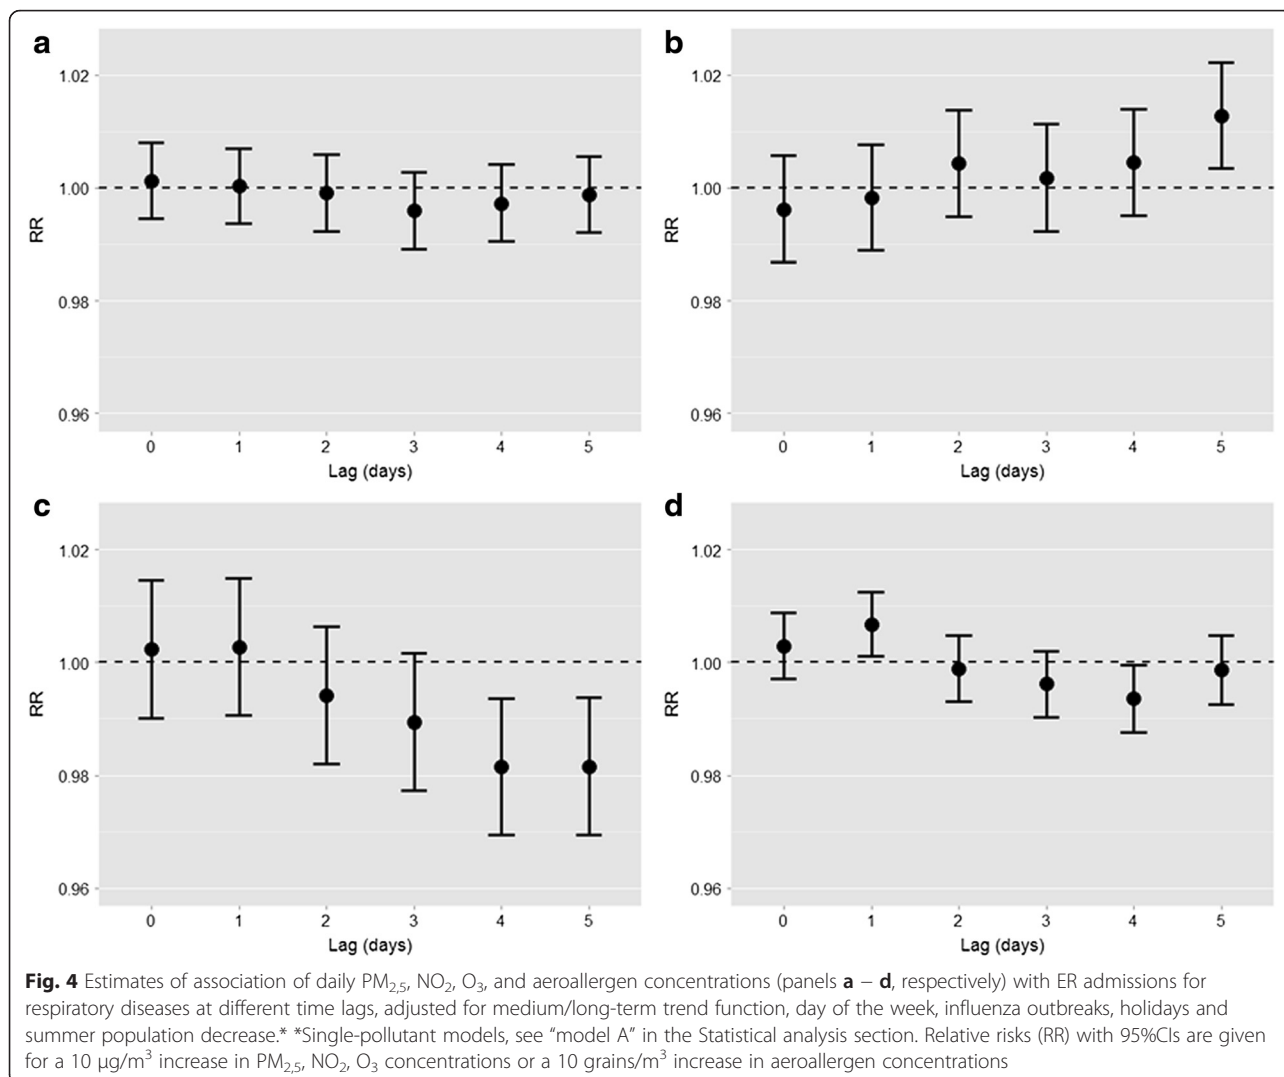 a
1.02
1.00
0.98
0.96
RR
0 1 2 3 4 5
Lag (days)
b
1.02
1.00
0.98
0.96
RR
0 1 2 3 4 5
Lag (days)
c
1.02
1.00
0.98
0.96
RR
0 1 2 3 4 5
Lag (days)
d
1.02
1.00
0.98
0.96
RR
0 1 2 3 4 5
Lag (days)
Fig. 4 Estimates of association of daily PM2,5, NO2, O3, and aeroallergen concentrations (panels a – d, respectively) with ER admissions for
respiratory diseases at different time lags, adjusted for medium/long-term trend function, day of the week, influenza outbreaks, holidays and
summer population decrease.* *Single-pollutant models, see “model A” in the Statistical analysis section. Relative risks (RR) with 95%CIs are given
for a 10 μg/m³ increase in PM2,5, NO2, O3 concentrations or a 10 grains/m³ increase in aeroallergen concentrations